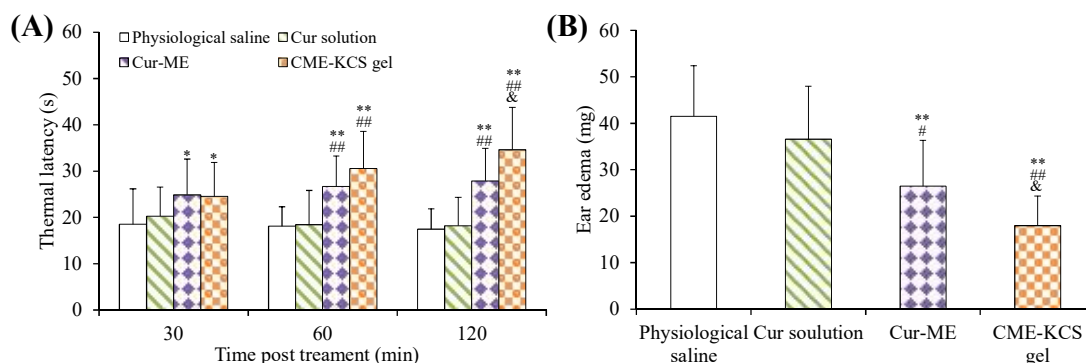 (A)
60
50
40
30
20
10
0
Thermal latency (s)
Physiological saline
Cur solution
Cur-ME
CME-KCS gel
*
*
**
##
**
##
**
##
**
##
&
30
60
120
Time post treament (min)
(B)
60
50
40
30
20
10
0
Ear edema (mg)
**
#
**
##
&
Physiological
saline
Cur soulution
Cur-ME
CME-KCS
gel